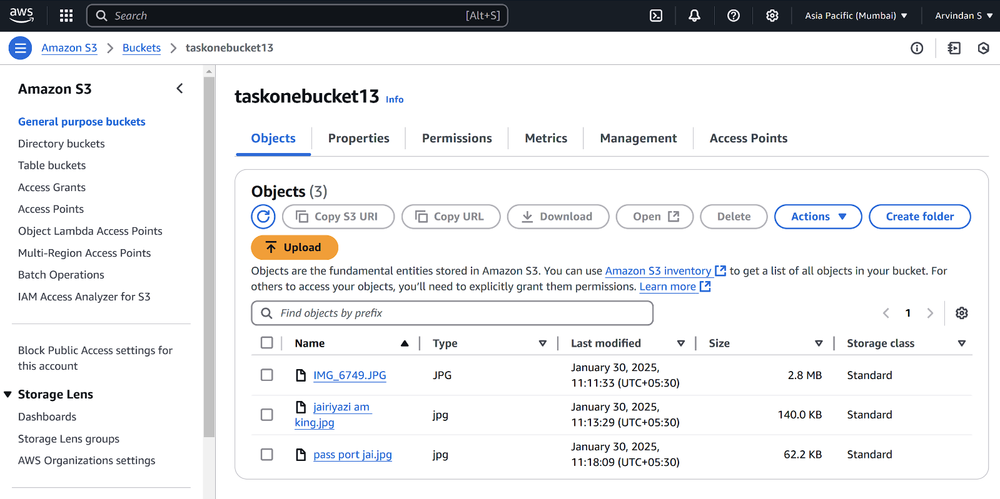 aws
Search [Alt+S]
Asia Pacific (Mumbai)
Arvindan S
Amazon S3 > Buckets > taskonebucket13
Amazon S3
General purpose buckets
Directory buckets
Table buckets
Access Grants
Access Points
Object Lambda Access Points
Multi-Region Access Points
Batch Operations
IAM Access Analyzer for S3
Block Public Access settings for
this account
Storage Lens
Dashboards
Storage Lens groups
AWS Organizations settings
taskonebucket13 Info
Objects Properties Permissions Metrics Management Access Points
Objects (3)
Copy S3 URI Copy URL Download Open Delete Actions Create folder
Upload
Objects are the fundamental entities stored in Amazon S3. You can use Amazon S3 inventory to get a list of all objects in your bucket. For
others to access your objects, you’ll need to explicitly grant them permissions. Learn more
Find objects by prefix
1
Name Type Last modified Size Storage class
IMG_6749.JPG JPG January 30, 2025,
11:11:33 (UTC+05:30) 2.8 MB Standard
jairiyazi am
king.jpg jpg January 30, 2025,
11:13:29 (UTC+05:30) 140.0 KB Standard
pass port jai.jpg jpg January 30, 2025,
11:18:09 (UTC+05:30) 62.2 KB Standard